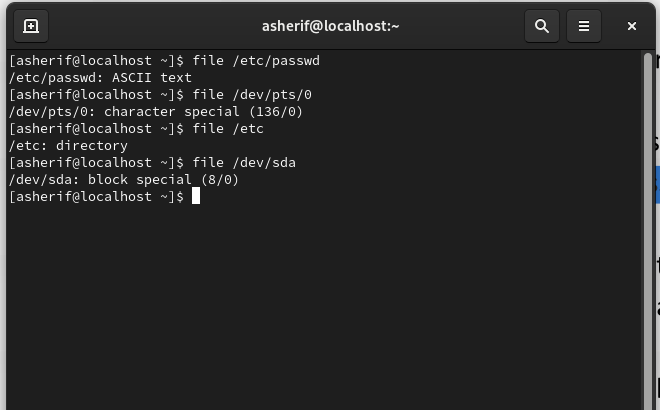 asherif@localhost:~
[asherif@localhost ~]$ file /etc/passwd
/etc/passwd: ASCII text
[asherif@localhost ~]$ file /dev/pts/0
/dev/pts/0: character special (136/0)
[asherif@localhost ~]$ file /etc
/etc: directory
[asherif@localhost ~]$ file /dev/sda
/dev/sda: block special (8/0)
[asherif@localhost ~]$